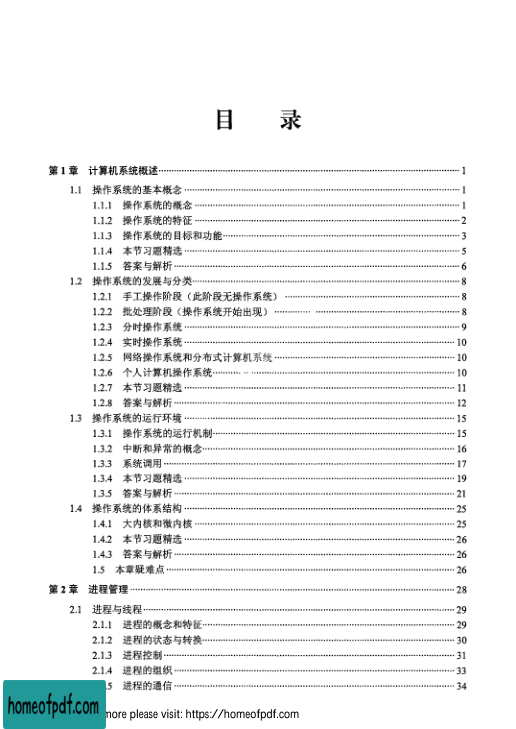 目 录
第 1 章 计算机系统概述 1
1.1 操作系统的基本概念 1
1.1.1 操作系统的概念 1
1.1.2 操作系统的特征 2
1.1.3 操作系统的目标和功能 3
1.1.4 本节习题精选 5
1.1.5 答案与解析 6
1.2 操作系统的发展与分类 8
1.2.1 手工操作阶段（此阶段无操作系统） 8
1.2.2 批处理阶段（操作系统开始出现） 8
1.2.3 分时操作系统 9
1.2.4 实时操作系统 10
1.2.5 网络操作系统和分布式计算机系统 10
1.2.6 个人计算机操作系统 10
1.2.7 本节习题精选 11
1.2.8 答案与解析 12
1.3 操作系统的运行环境 15
1.3.1 操作系统的运行机制 15
1.3.2 中断和异常的概念 16
1.3.3 系统调用 17
1.3.4 本节习题精选 19
1.3.5 答案与解析 21
1.4 操作系统的体系结构 25
1.4.1 大内核和微内核 25
1.4.2 本节习题精选 26
1.4.3 答案与解析 26
1.5 本章疑难点 26
第 2 章 进程管理 28
2.1 进程与线程 29
2.1.1 进程的概念和特征 29
2.1.2 进程的状态与转换 30
2.1.3 进程控制 31
2.1.4 进程的组织 33
.5 进程的通信 34
homeofpdf.com
more please visit: https://homeofpdf.com